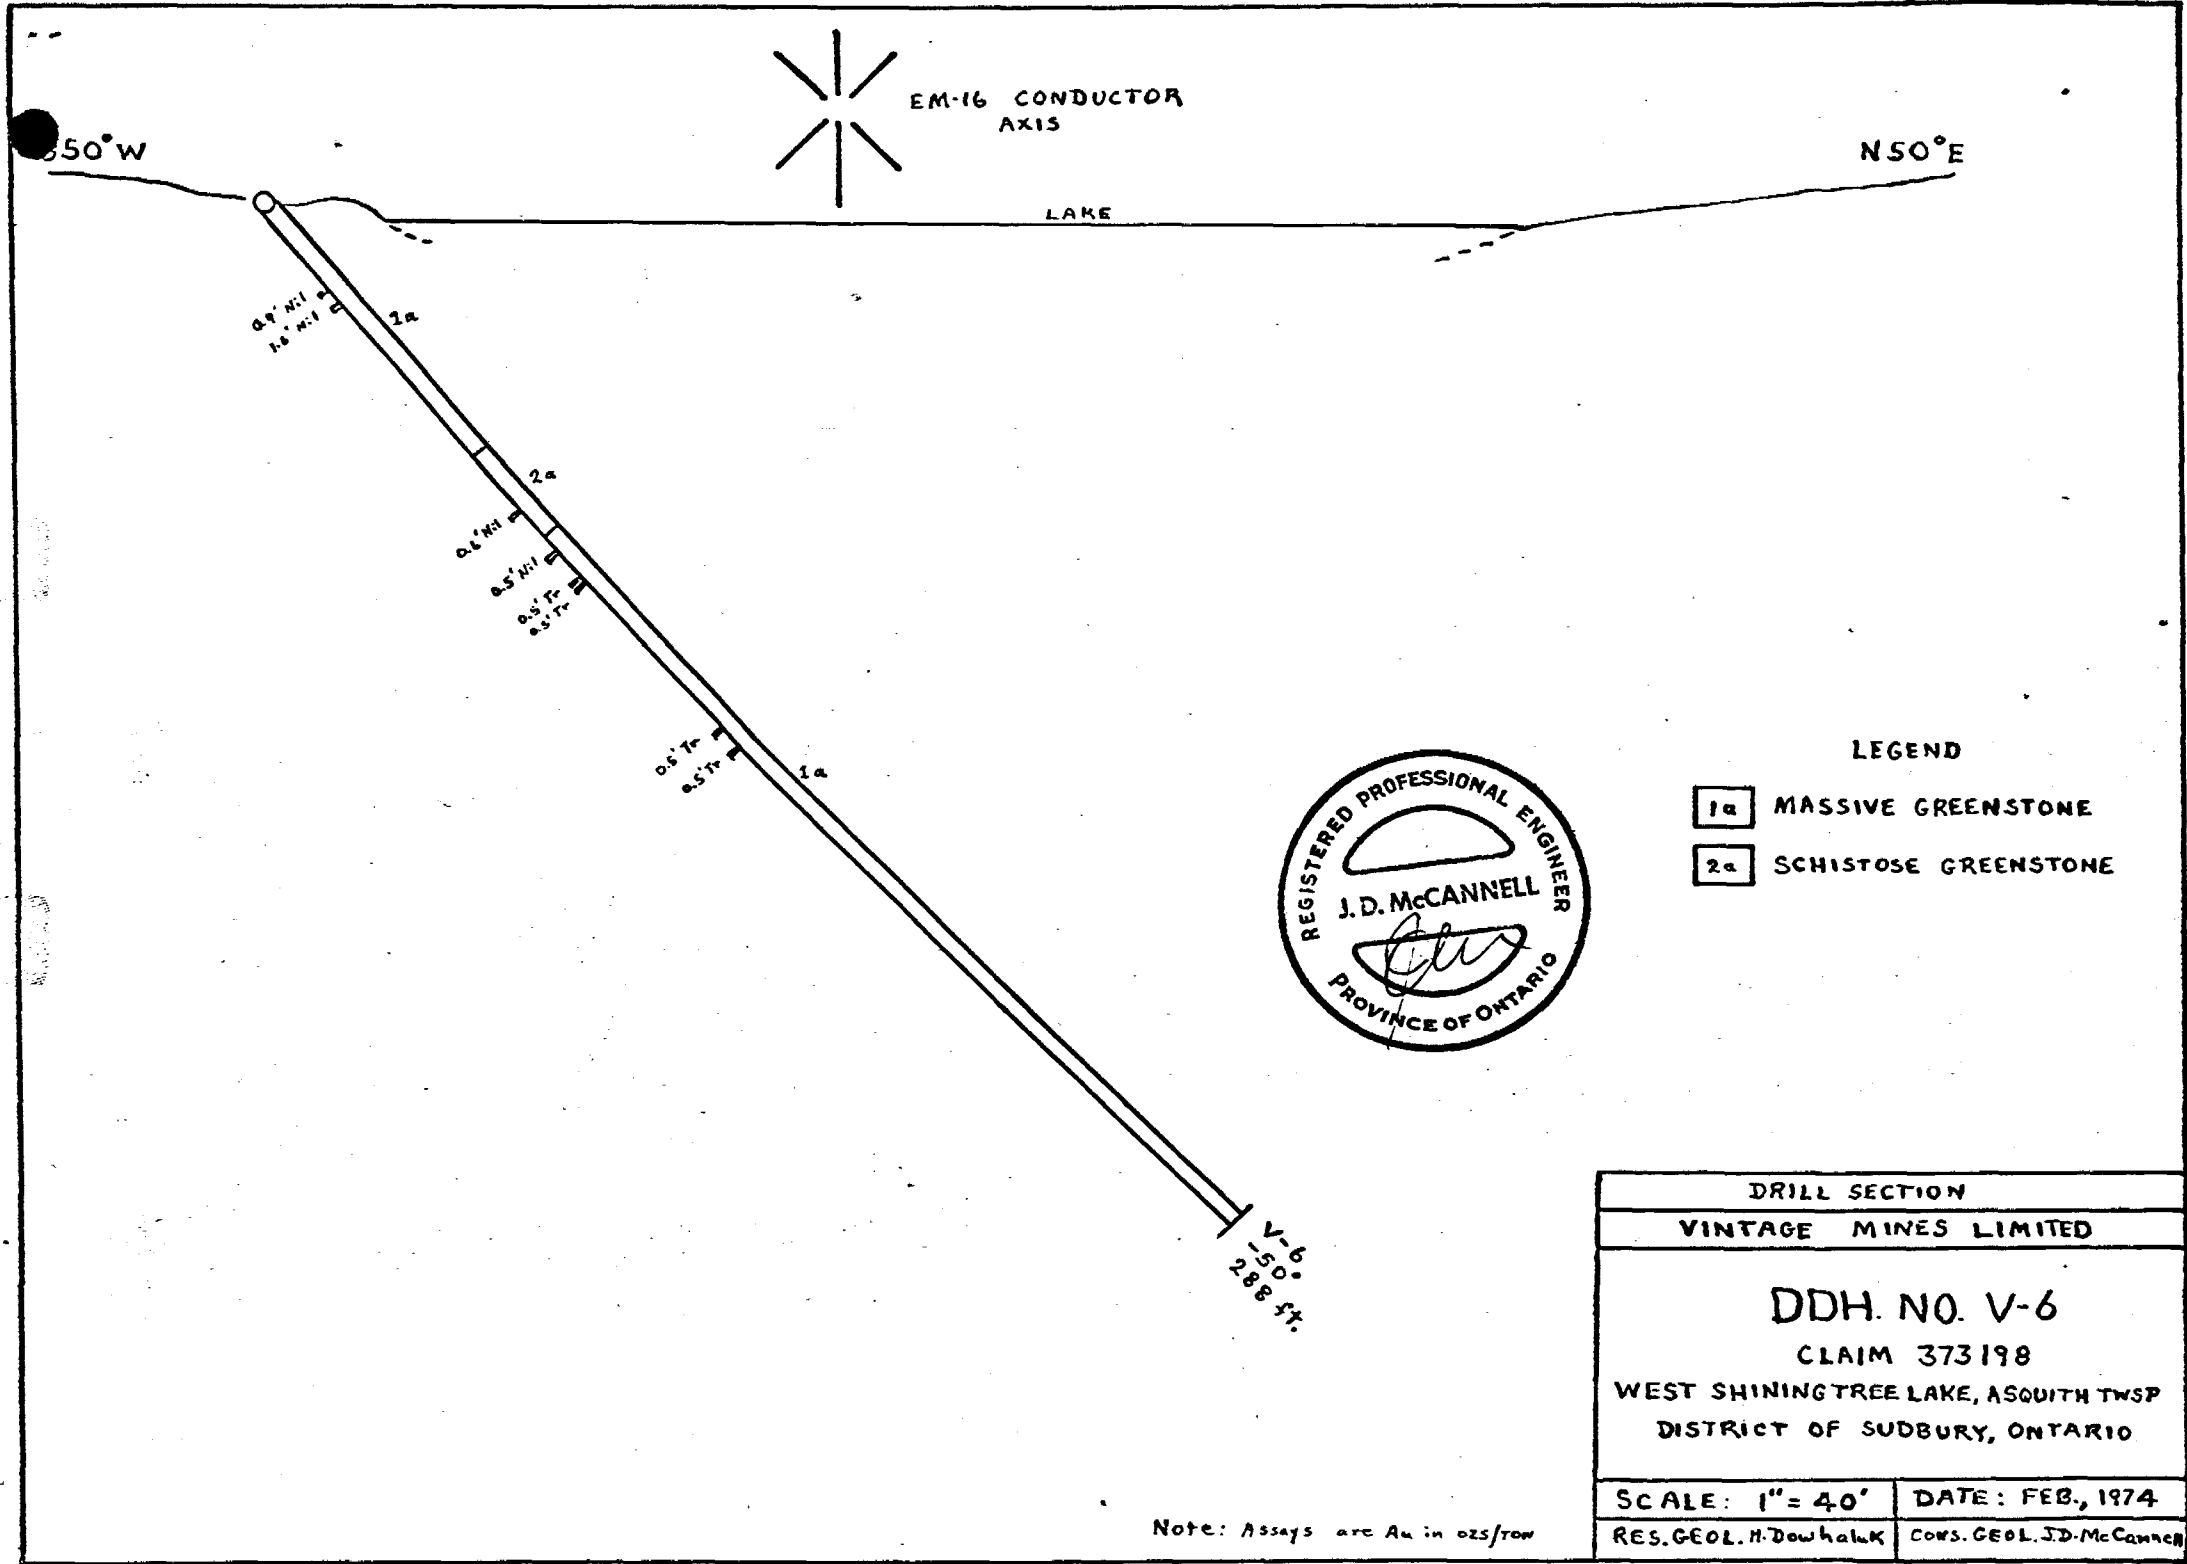 EM-16 CONDUCTOR
AXIS
S50°W
N50°E
LAKE
0.9' Nil
1.6' Nil
1a
2a
0.6' Nil
0.5' Nil
0.5' Tr
0.5' Tr
0.5' Tr
0.5' Tr
1a
V-6
-50°
288 ft.
REGISTERED PROFESSIONAL ENGINEER
J.D. McCANNELL
PROVINCE OF ONTARIO
LEGEND
1a MASSIVE GREENSTONE
2a SCHISTOSE GREENSTONE
DRILL SECTION
VINTAGE MINES LIMITED
DDH. NO. V-6
CLAIM 373198
WEST SHININGTREE LAKE, ASQUITH TWSP
DISTRICT OF SUDBURY, ONTARIO
SCALE: 1" = 40'
DATE: FEB., 1974
RES. GEOL. H. Dowhaluk
CONS. GEOL. J.D. McCannell
Note: Assays are Au in ozs/TON